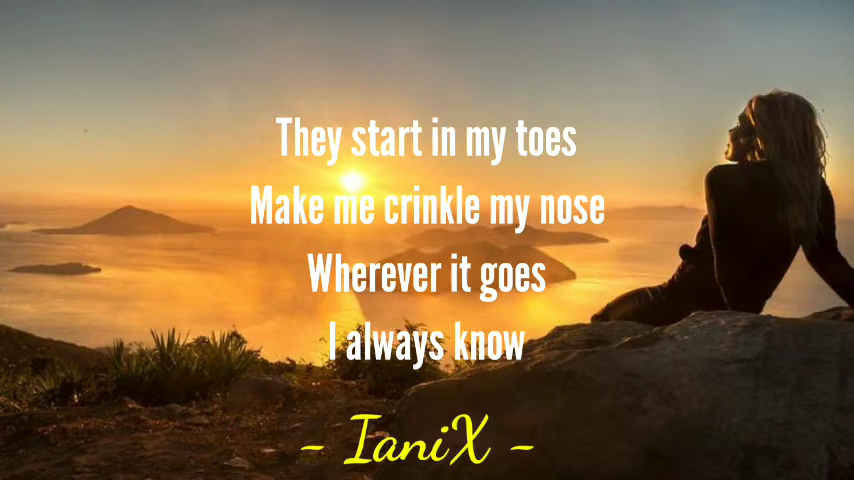 They start in my toes
Make me crinkle my nose
Wherever it goes
I always know
~ IaniX ~